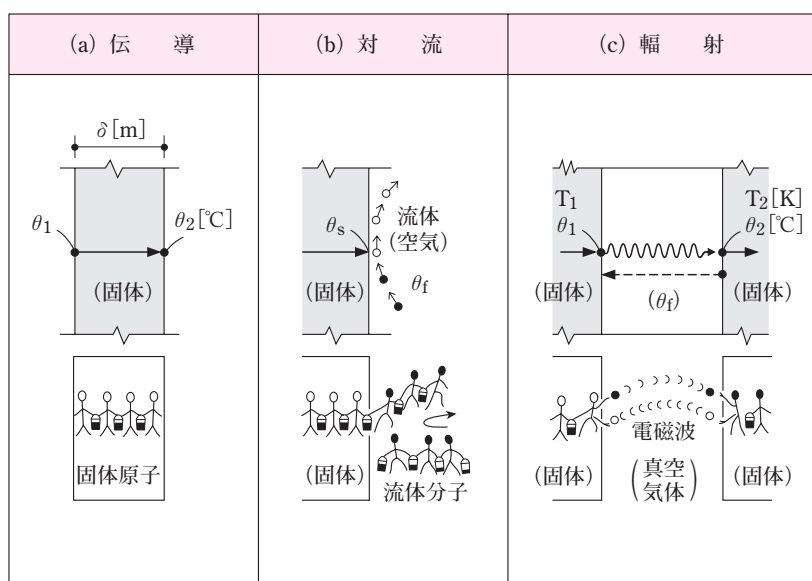 (a) 伝 導
δ[m]
θ1
θ2[℃]
(固体)
固体原子
(b) 対 流
θs
流体
(空気)
θf
(固体)
(固体)
流体分子
(c) 輻 射
T1
θ1
T2[K]
θ2
[℃]
(固体)
(θf)
(固体)
電磁波
(固体)
(真空
気体)
(固体)